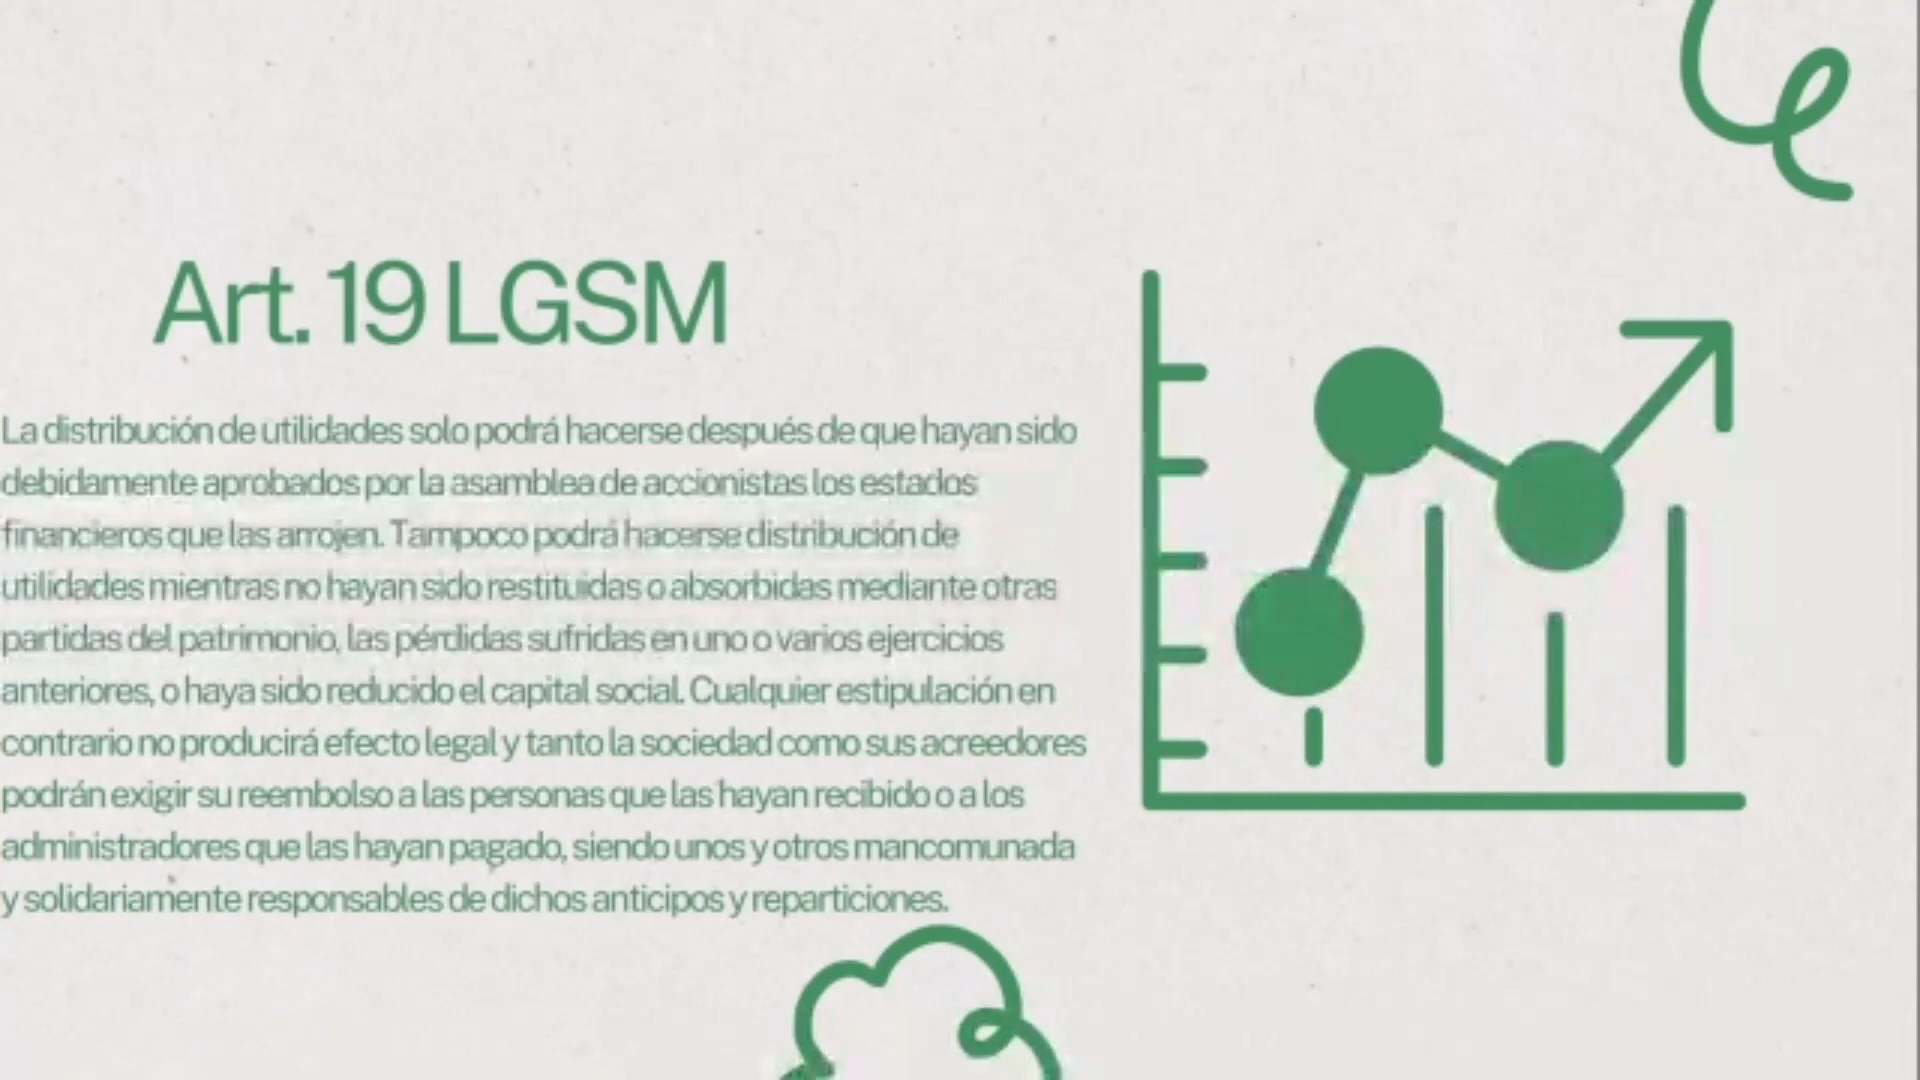 Art. 19 LGSM
La distribución de utilidades solo podrá hacerse después de que hayan sido
debidamente aprobados por la asamblea de accionistas los estados
financieros que las arrojen. Tampoco podrá hacerse distribución de
utilidades mientras no hayan sido restituidas o absorbidas mediante otras
partidas del patrimonio, las pérdidas sufridas en uno o varios ejercicios
anteriores, o haya sido reducido el capital social. Cualquier estipulación en
contrario no producirá efecto legal y tanto la sociedad como sus acreedores
podrán exigir su reembolso a las personas que las hayan recibido o a los
administradores que las hayan pagado, siendo unos y otros mancomunada
y solidariamente responsables de dichos anticipos y reparticiones.